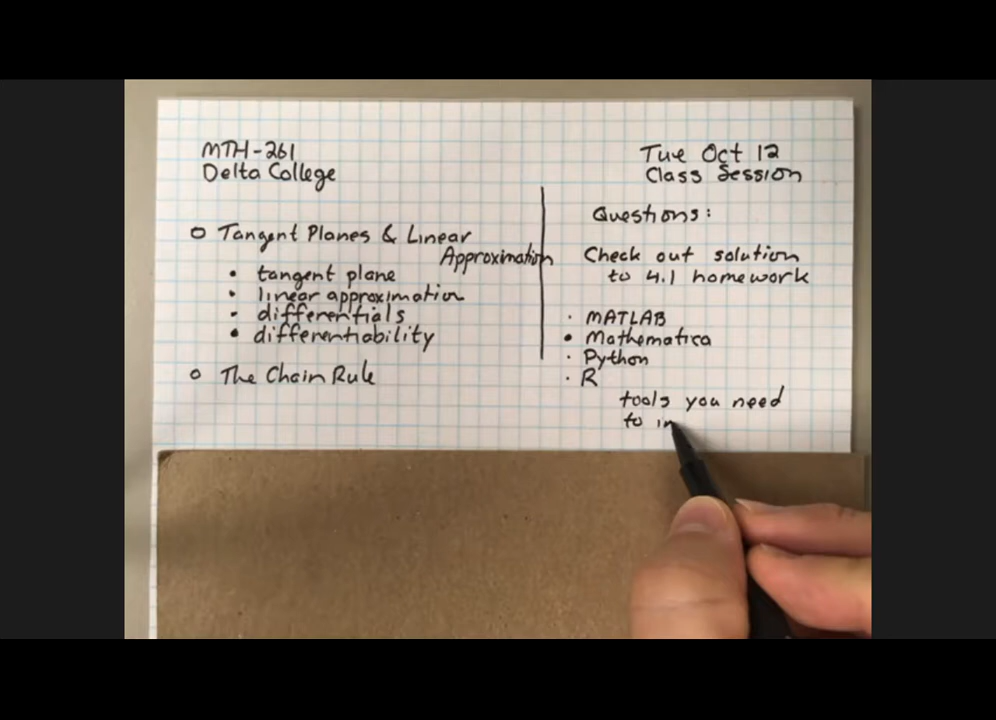 MTH-261
Delta College
Tue Oct 12
Class Session
○ Tangent Planes & Linear
Approximation
• tangent plane
• linear approximation
• differentials
• differentiability
○ The Chain Rule
Questions:
Check out solution
to 4.1 homework
• MATLAB
• Mathematica
• Python
• R
tools you need
to in